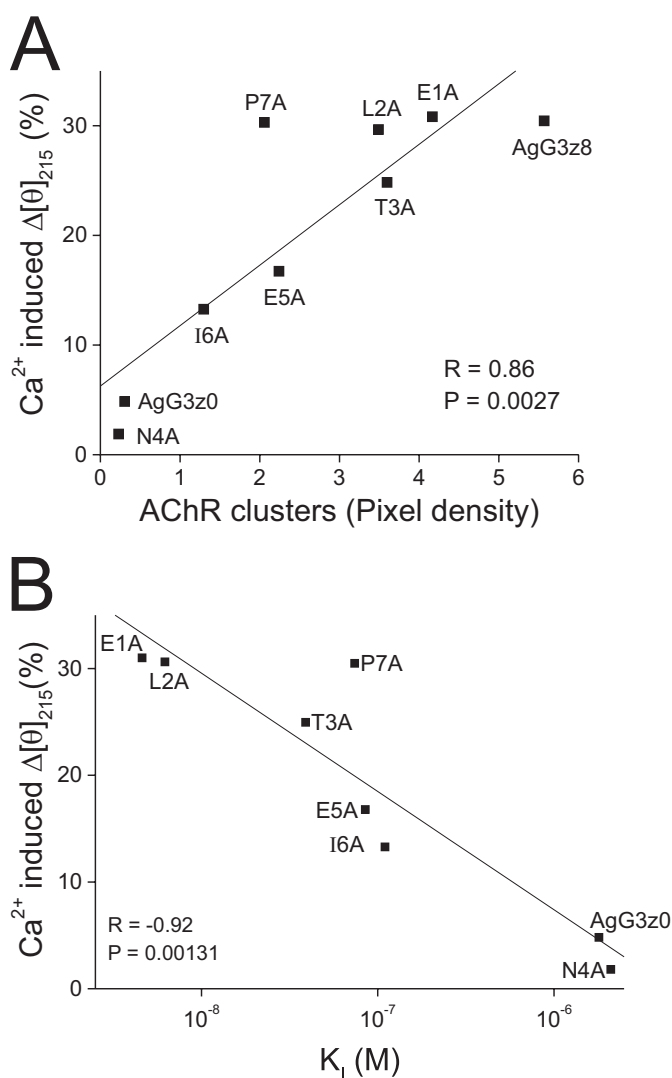 A
Ca²⁺ induced Δ[θ]₂₁₅ (%)
30
20
10
0
P7A
L2A
E1A
AgG3z8
T3A
E5A
I6A
AgG3z0
N4A
R = 0.86
P = 0.0027
0 1 2 3 4 5 6
AChR clusters (Pixel density)
B
Ca²⁺ induced Δ[θ]₂₁₅(%)
30
20
10
0
E1A
L2A
P7A
T3A
E5A
I6A
AgG3z0
N4A
R = -0.92
P = 0.00131
10⁻⁸ 10⁻⁷ 10⁻⁶
K_I (M)